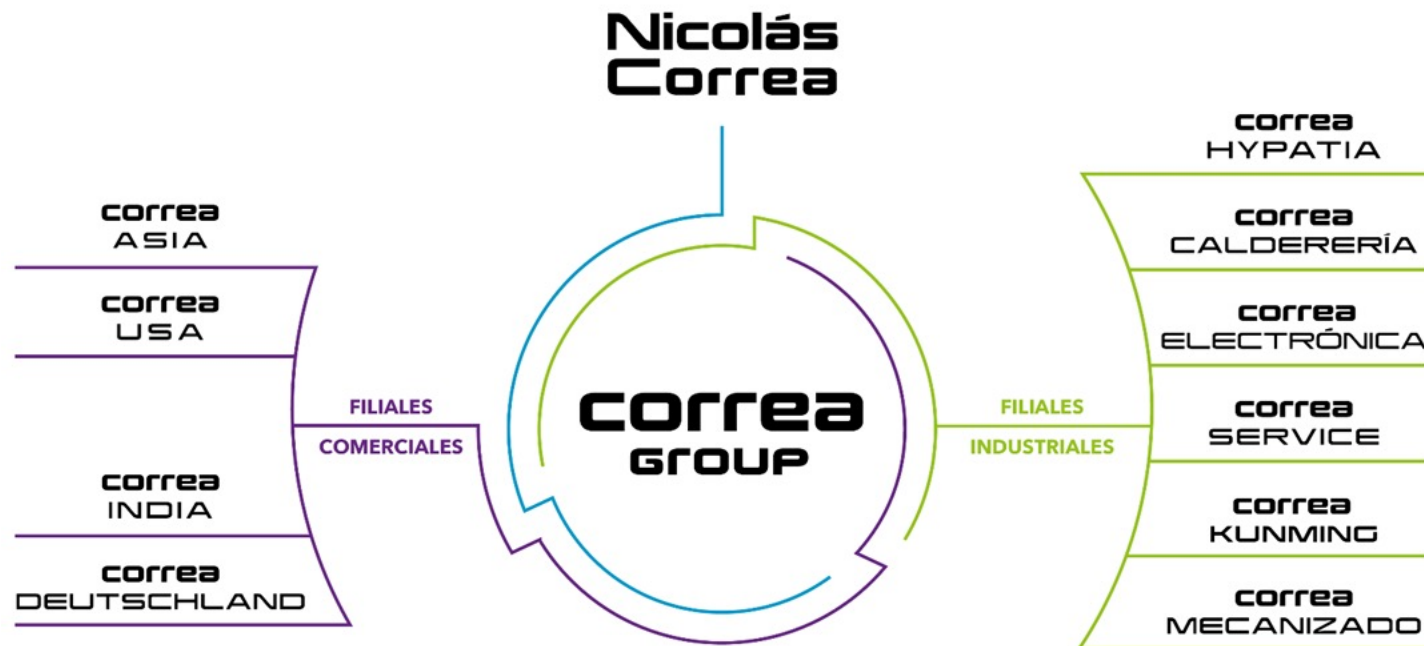 Nicolás
Correa
correa
ASIA
correa
USA
correa
INDIA
correa
DEUTSCHLAND
FILIALES
COMERCIALES
correa
GROUP
FILIALES
INDUSTRIALES
correa
HYPATIA
correa
CALDERERÍA
correa
ELECTRÓNICA
correa
SERVICE
correa
KUNMING
correa
MECANIZADO